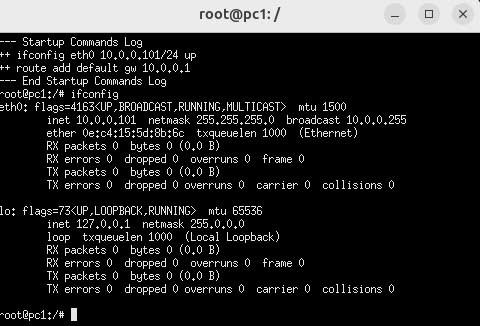 root@pc1: /
--- Startup Commands Log
++ ifconfig eth0 10.0.0.101/24 up
++ route add default gw 10.0.0.1
--- End Startup Commands Log
root@pc1:/# ifconfig
eth0: flags=4163<UP,BROADCAST,RUNNING,MULTICAST>  mtu 1500
        inet 10.0.0.101  netmask 255.255.255.0  broadcast 10.0.0.255
        ether 0e:c4:15:5d:8b:6c  txqueuelen 1000  (Ethernet)
        RX packets 0  bytes 0 (0.0 B)
        RX errors 0  dropped 0  overruns 0  frame 0
        TX packets 0  bytes 0 (0.0 B)
        TX errors 0  dropped 0 overruns 0  carrier 0  collisions 0

lo: flags=73<UP,LOOPBACK,RUNNING>  mtu 65536
        inet 127.0.0.1  netmask 255.0.0.0
        loop  txqueuelen 1000  (Local Loopback)
        RX packets 0  bytes 0 (0.0 B)
        RX errors 0  dropped 0  overruns 0  frame 0
        TX packets 0  bytes 0 (0.0 B)
        TX errors 0  dropped 0 overruns 0  carrier 0  collisions 0

root@pc1:/#